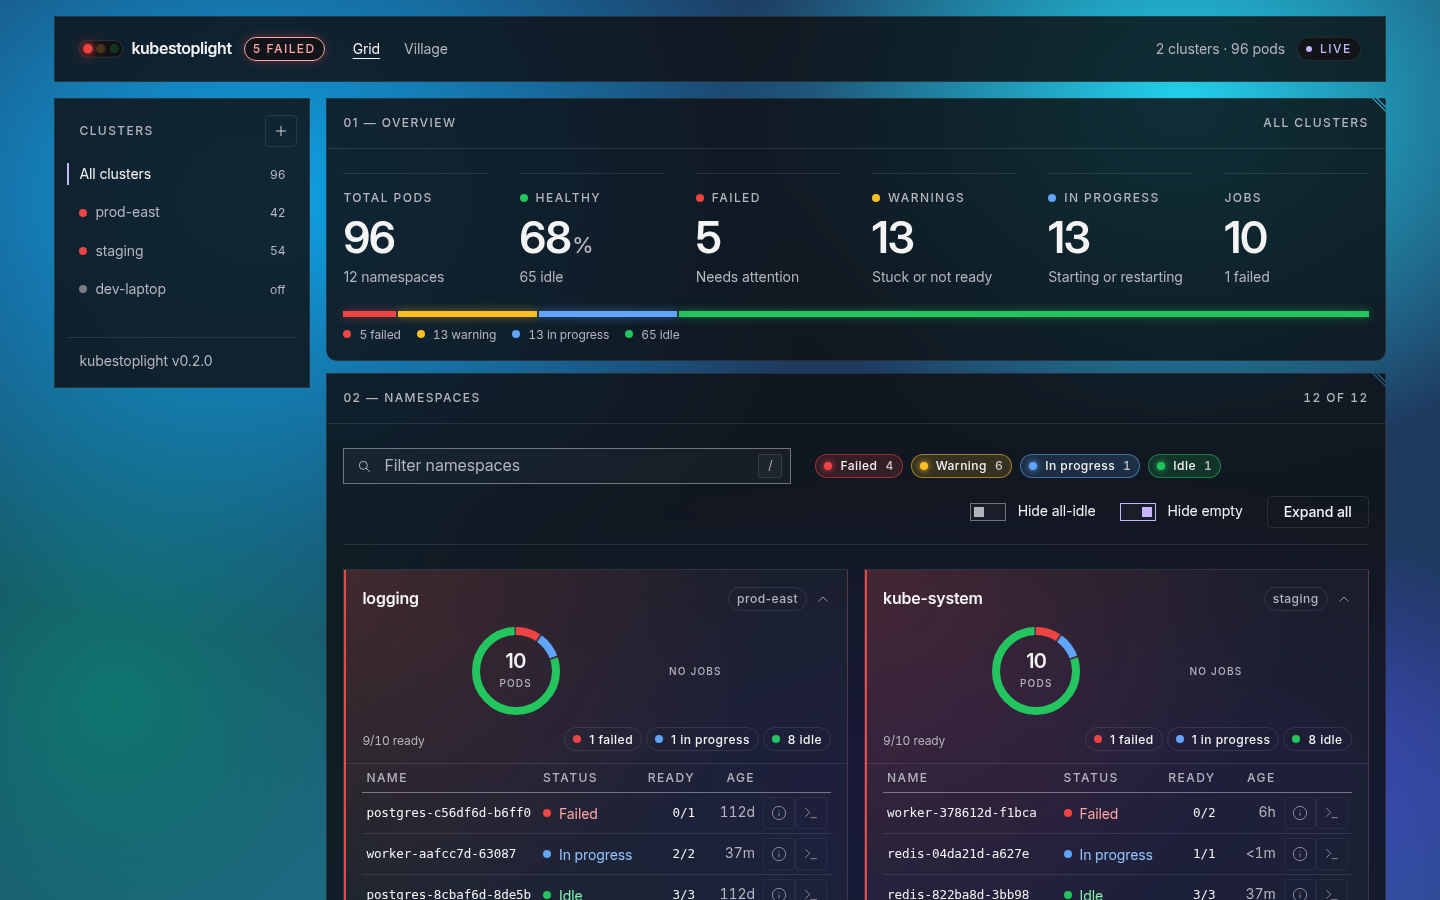 kubestoplight 5 FAILED Grid Village 2 clusters · 96 pods LIVE
CLUSTERS +
All clusters 96
prod-east 42
staging 54
dev-laptop off
kubestoplight v0.2.0
01 — OVERVIEW ALL CLUSTERS
TOTAL PODS HEALTHY FAILED WARNINGS IN PROGRESS JOBS
96 68% 5 13 13 10
12 namespaces 65 idle Needs attention Stuck or not ready Starting or restarting 1 failed
5 failed 13 warning 13 in progress 65 idle
02 — NAMESPACES 12 OF 12
Filter namespaces / Failed 4 Warning 6 In progress 1 Idle 1
Hide all-idle Hide empty Expand all
logging prod-east
10
PODS
NO JOBS
9/10 ready 1 failed 1 in progress 8 idle
NAME STATUS READY AGE
postgres-c56df6d-b6ff0 Failed 0/1 112d
worker-aafcc7d-63087 In progress 2/2 37m
postgres-8cbaf6d-8de5b Idle 3/3 112d
kube-system staging
10
PODS
NO JOBS
9/10 ready 1 failed 1 in progress 8 idle
NAME STATUS READY AGE
worker-378612d-f1bca Failed 0/2 6h
redis-04da21d-a627e In progress 1/1 <1m
redis-822ba8d-3bb98 Idle 3/3 37m